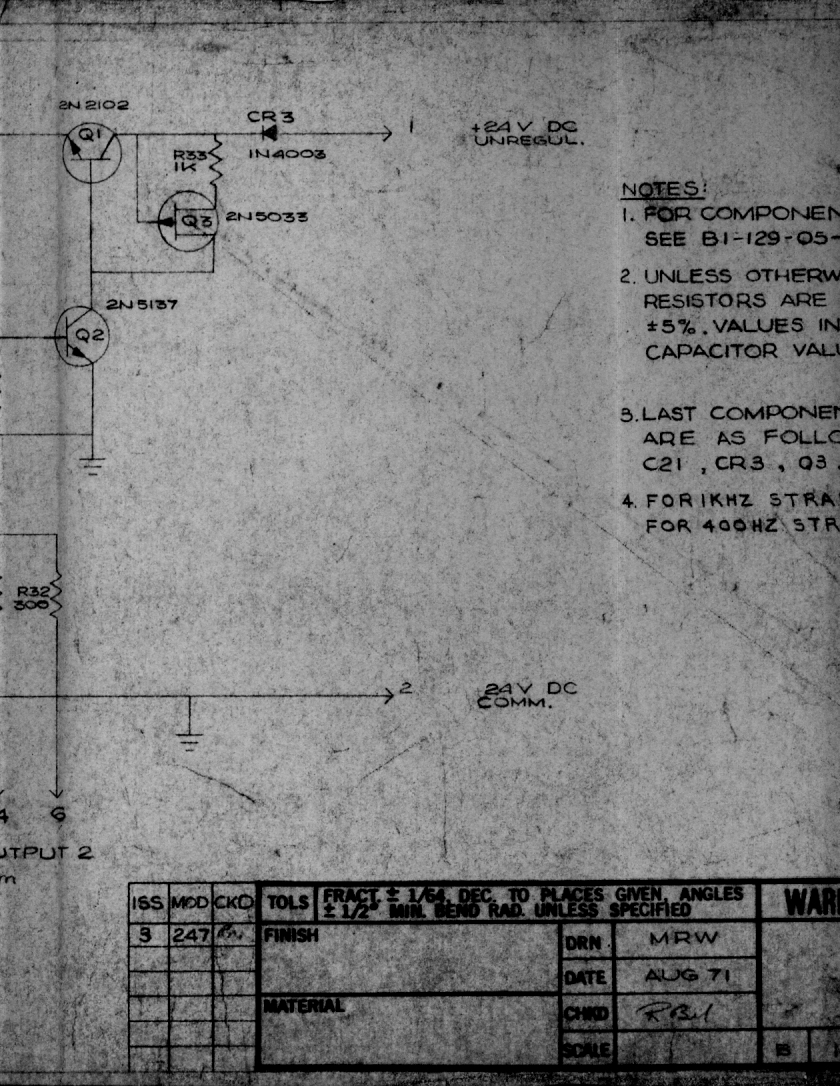 2N2102
Q1
CR3
1
+24V DC
UNREGUL.
R33
1K
1N4003
Q3
2N5033
2N5137
Q2
NOTES:
1. FOR COMPONEN
SEE B1-129-05-
2. UNLESS OTHERW
RESISTORS ARE
±5%. VALUES IN
CAPACITOR VALU
3. LAST COMPONEN
ARE AS FOLLO
C21 , CR3 , Q3
4. FOR 1KHZ STRA
FOR 400HZ STR
R32
300
2
24V DC
COMM.
4 6
UTPUT 2
m
ISS MOD CKD
3 247
TOLS FRACT. ± 1/64. DEC. TO PLACES GIVEN. ANGLES
± 1/2° MIN. BEND RAD. UNLESS SPECIFIED
WAR
FINISH
DRN MRW
DATE AUG 71
MATERIAL
CHKD
SCALE
B